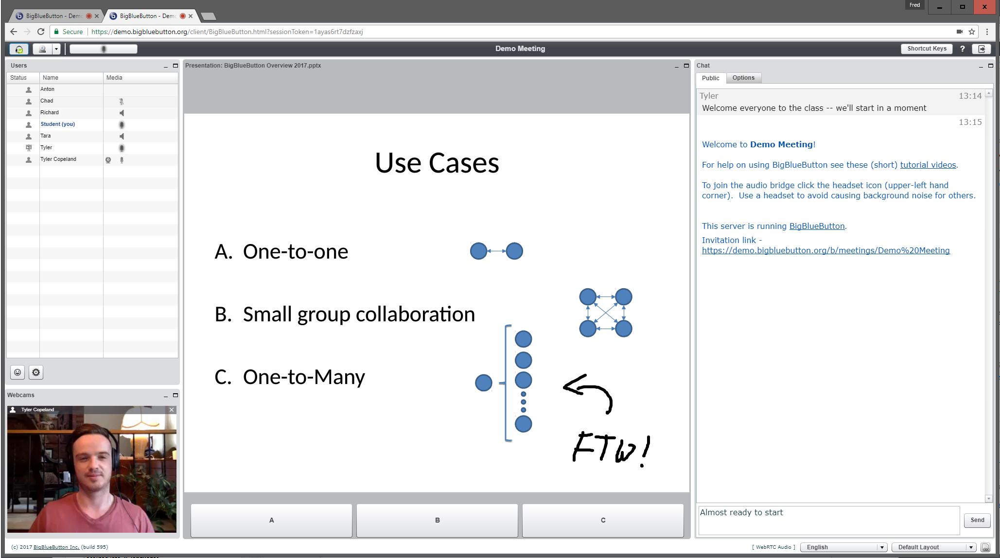 Fred
BigBlueButton - Demo
BigBlueButton - Demo
Secure https://demo.bigbluebutton.org/client/BigBlueButton.html?sessionToken=1ayas6rt7dzfzaxj
Demo Meeting
Shortcut Keys ?
Users
Status Name Media
Anton
Chad
Richard
Student (you)
Tara
Tyler
Tyler Copeland
Webcams
Tyler Copeland
Presentation: BigBlueButton Overview 2017.pptx
Use Cases
A. One-to-one
B. Small group collaboration
C. One-to-Many
FTW!
A B C
Chat
Public Options
Tyler 13:14
Welcome everyone to the class -- we'll start in a moment
13:15
Welcome to Demo Meeting!
For help on using BigBlueButton see these (short) tutorial videos.
To join the audio bridge click the headset icon (upper-left hand
corner). Use a headset to avoid causing background noise for others.
This server is running BigBlueButton.
Invitation link -
https://demo.bigbluebutton.org/b/meetings/Demo%20Meeting
Almost ready to start
Send
(c) 2017 BigBlueButton Inc. (build 595)
[ WebRTC Audio ] English Default Layout